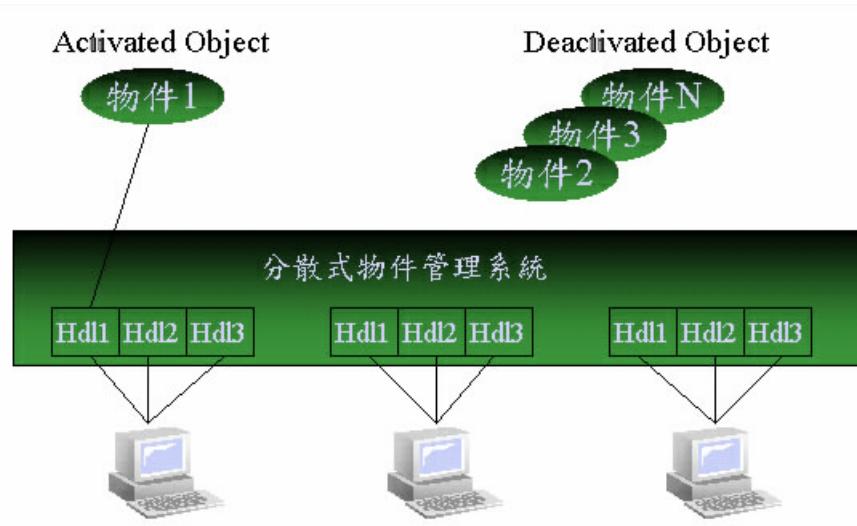 Activated Object
Deactivated Object
物件1
物件N
物件3
物件2
分散式物件管理系統
Hdl1 Hdl2 Hdl3
Hdl1 Hdl2 Hdl3
Hdl1 Hdl2 Hdl3